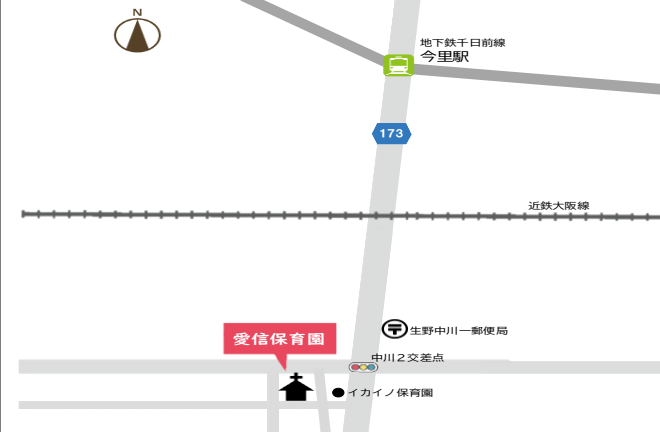 N
地下鉄千日前線
今里駅
173
近鉄大阪線
生野中川一郵便局
愛信保育園
中川２交差点
イカイノ保育園